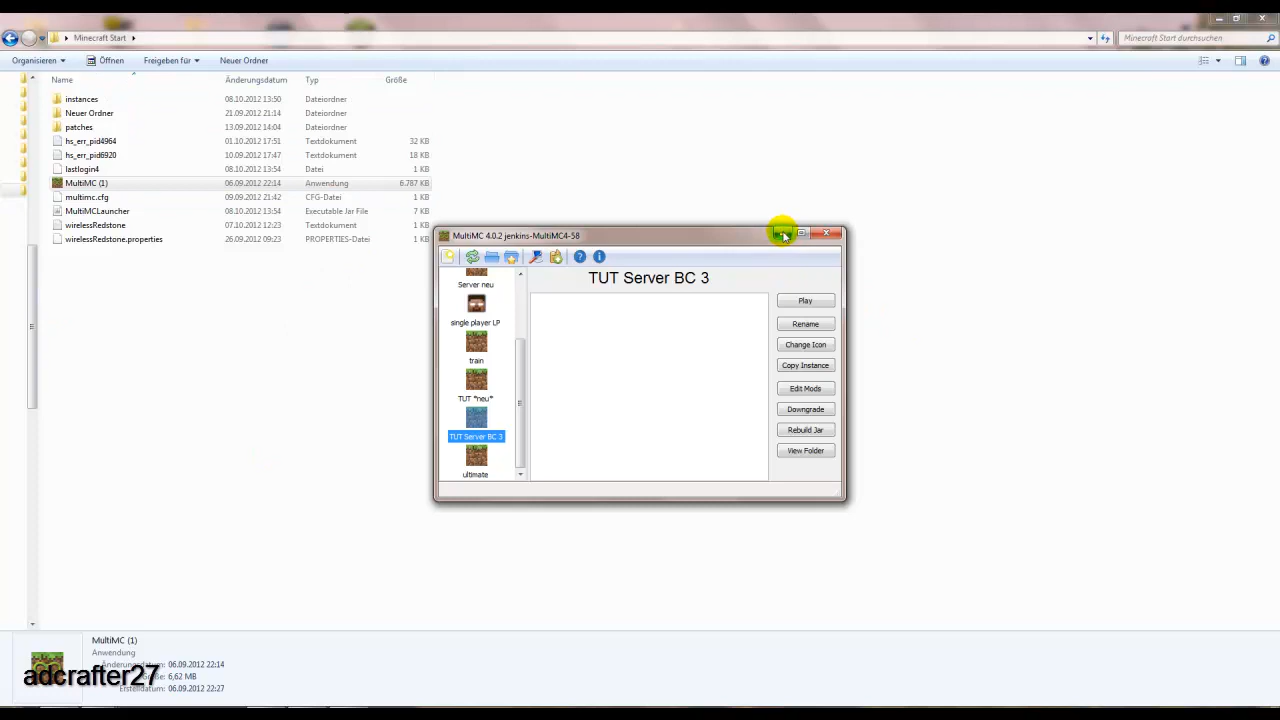 Minecraft Start
Minecraft Start durchsuchen
Organisieren Öffnen Freigeben für Neuer Ordner
Name Änderungsdatum Typ Größe
instances 08.10.2012 13:50 Dateiordner
Neuer Ordner 21.09.2012 21:14 Dateiordner
patches 13.09.2012 14:04 Dateiordner
hs_err_pid4964 01.10.2012 17:51 Textdokument 32 KB
hs_err_pid6920 10.09.2012 17:47 Textdokument 18 KB
lastlogin4 08.10.2012 13:54 Datei 1 KB
MultiMC (1) 06.09.2012 22:14 Anwendung 6.787 KB
multimc.cfg 09.09.2012 21:42 CFG-Datei 1 KB
MultiMCLauncher 08.10.2012 13:54 Executable Jar File 7 KB
wirelessRedstone 07.10.2012 12:23 Textdokument 1 KB
wirelessRedstone.properties 26.09.2012 09:23 PROPERTIES-Datei 1 KB
MultiMC 4.0.2 jenkins-MultiMC4-58
TUT Server BC 3
Server neu
single player LP
train
TUT *neu*
TUT Server BC 3
ultimate
Play
Rename
Change Icon
Copy Instance
Edit Mods
Downgrade
Rebuild Jar
View Folder
MultiMC (1)
Anwendung
Änderungsdatum: 06.09.2012 22:14
Größe: 6,62 MB
Erstelldatum: 06.09.2012 22:27
adcrafter27